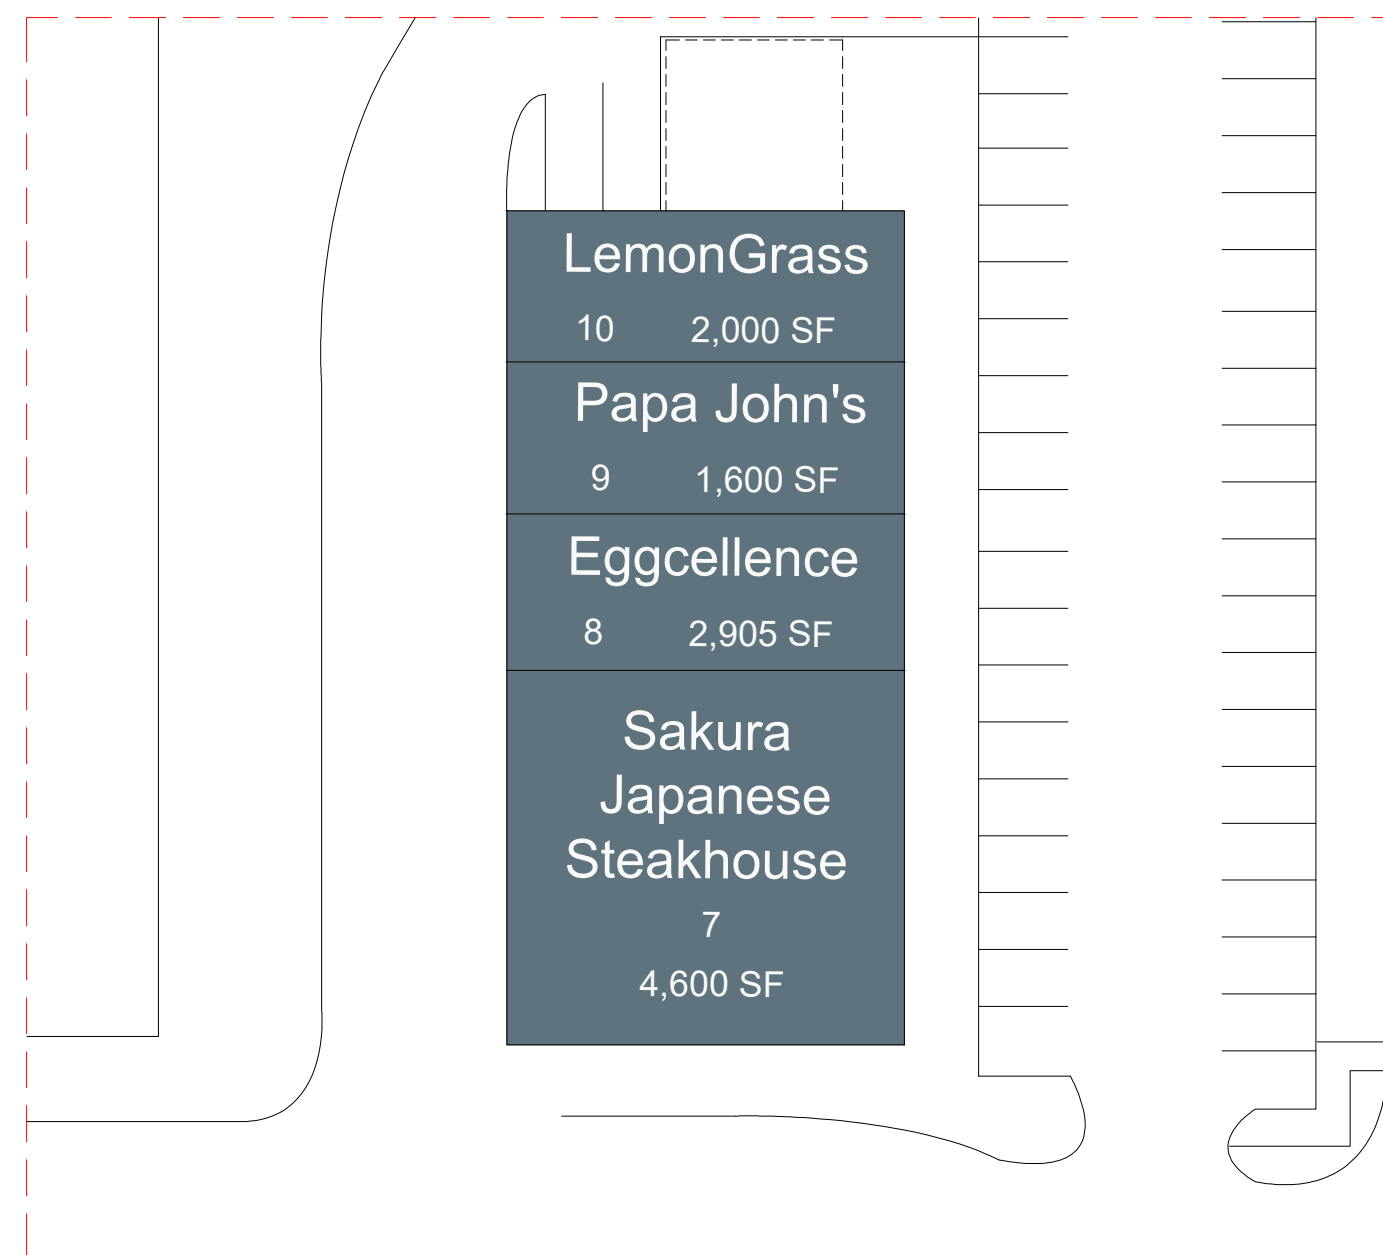 LemonGrass
10 2,000 SF
Papa John's
9 1,600 SF
Eggcellence
8 2,905 SF
Sakura
Japanese
Steakhouse
7
4,600 SF